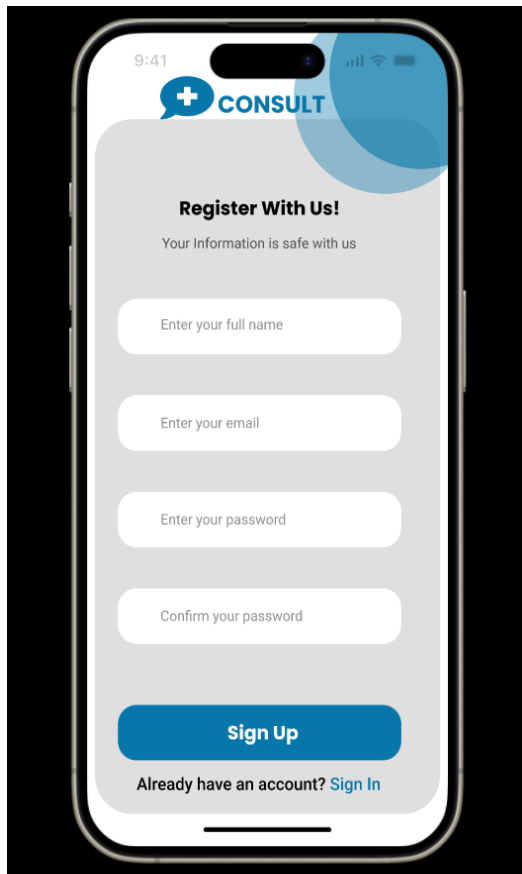 9:41
CONSULT
Register With Us!
Your Information is safe with us
Enter your full name
Enter your email
Enter your password
Confirm your password
Sign Up
Already have an account? Sign In